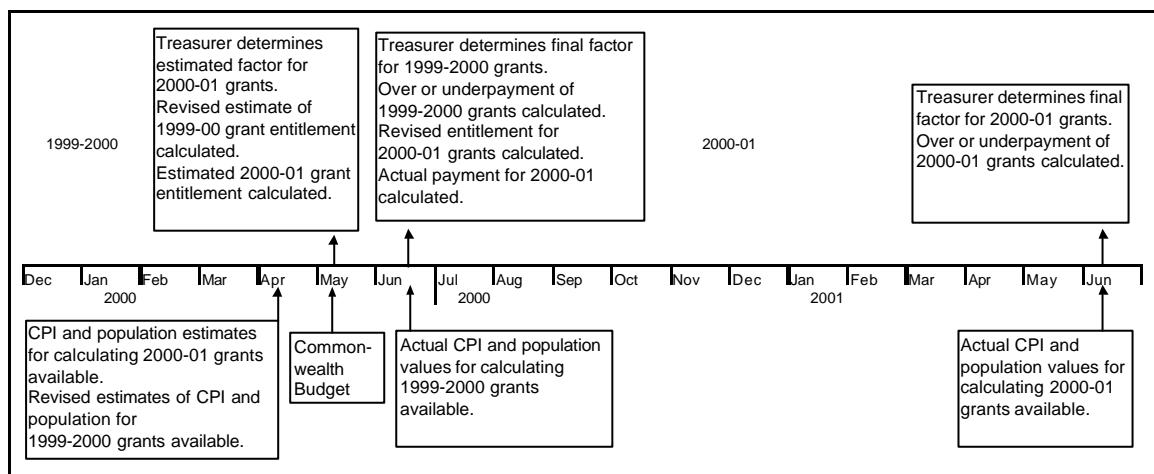 Treasurer determines
estimated factor for
2000-01 grants.
Revised estimate of
1999-00 grant entitlement
calculated.
Estimated 2000-01 grant
entitlement calculated.
Treasurer determines final factor
for 1999-2000 grants.
Over or underpayment of
1999-2000 grants calculated.
Revised entitlement for
2000-01 grants calculated.
Actual payment for 2000-01
calculated.
Treasurer determines final
factor for 2000-01 grants.
Over or underpayment of
2000-01 grants calculated.
1999-2000
2000-01
Dec Jan Feb Mar Apr May Jun Jul Aug Sep Oct Nov Dec Jan Feb Mar Apr May Jun
2000 2000 2001
CPI and population estimates
for calculating 2000-01 grants
available.
Revised estimates of CPI and
population for
1999-2000 grants available.
Common-
wealth
Budget
Actual CPI and population
values for calculating
1999-2000 grants
available.
Actual CPI and
population values for
calculating 2000-01
grants available.